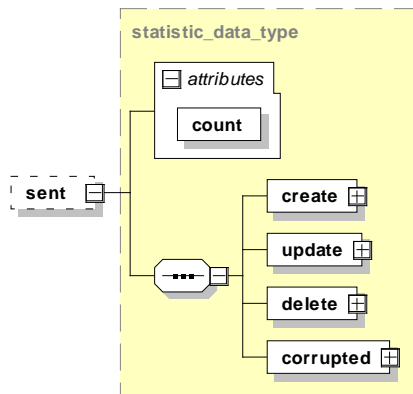 statistic_data_type
attributes
count
sent
create
update
delete
corrupted